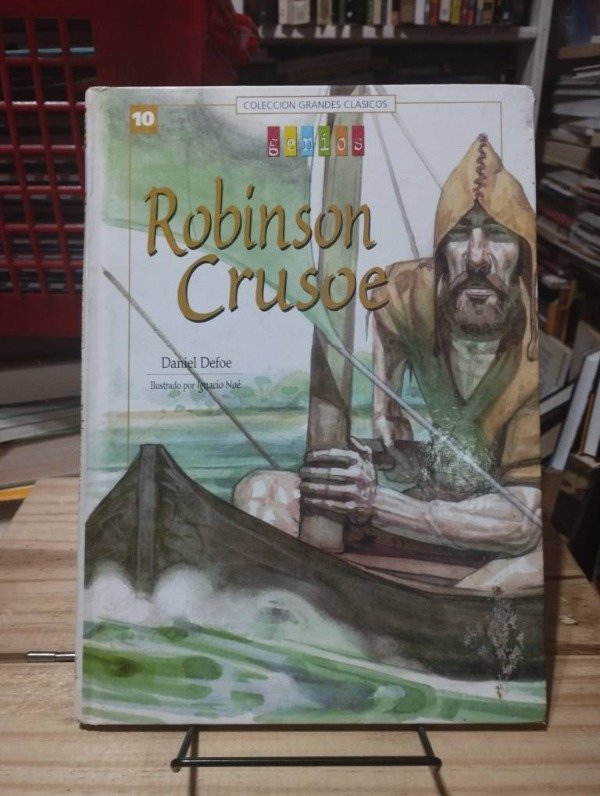 COLECCION GRANDES CLASICOS
10
genios
Robinson
Crusoe
Daniel Defoe
Ilustrado por Ignacio Noé